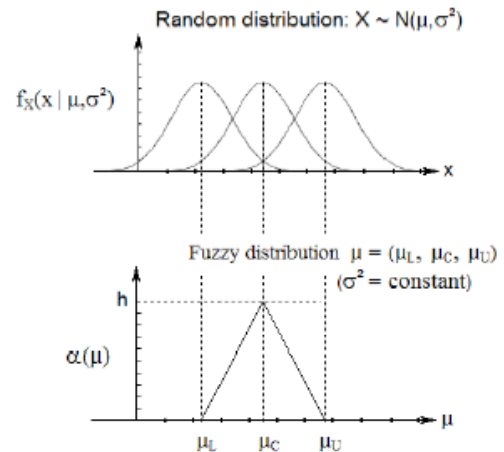 Random distribution: X ~ N(μ,σ²)
f_X(x | μ,σ²)
x
Fuzzy distribution μ = (μ_L, μ_C, μ_U)
(σ² = constant)
h
α(μ)
μ
μ_L μ_C μ_U